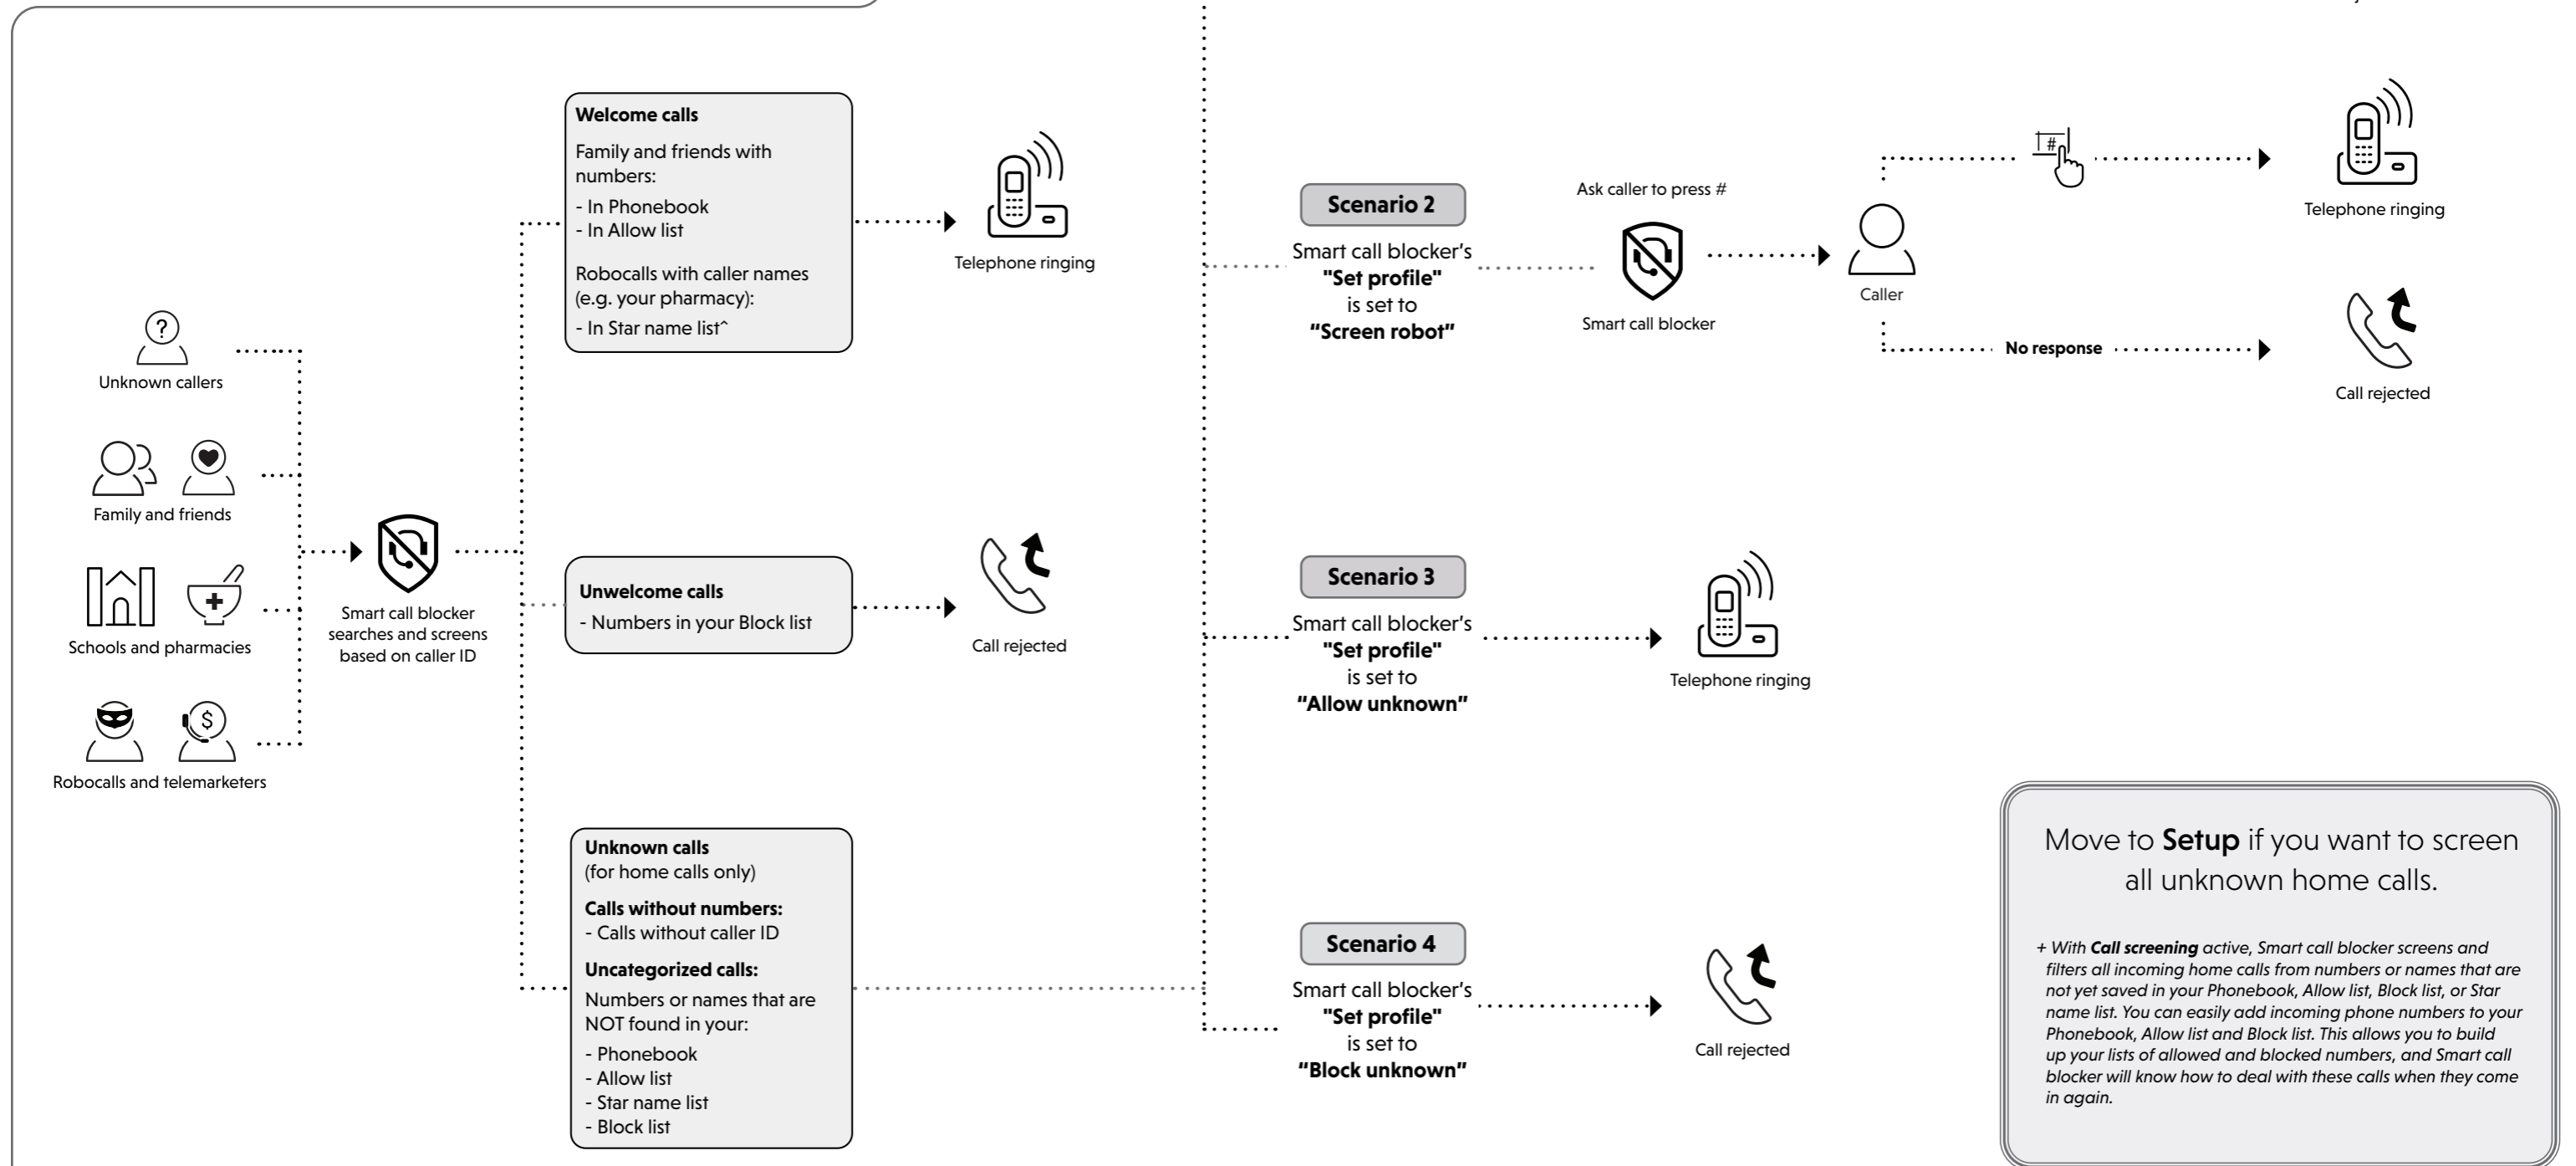 Welcome calls
Family and friends with
numbers:
- In Phonebook
- In Allow list
Robocalls with caller names
(e.g. your pharmacy):
- In Star name list^
Telephone ringing
Unknown callers
Family and friends
Schools and pharmacies
Robocalls and telemarketers
Smart call blocker
searches and screens
based on caller ID
Unwelcome calls
- Numbers in your Block list
Call rejected
Unknown calls
(for home calls only)
Calls without numbers:
- Calls without caller ID
Uncategorized calls:
Numbers or names that are
NOT found in your:
- Phonebook
- Allow list
- Star name list
- Block list
Scenario 2
Smart call blocker’s
"Set profile"
is set to
“Screen robot”
Ask caller to press #
Smart call blocker
Caller
#
Telephone ringing
No response
Call rejected
Scenario 3
Smart call blocker’s
"Set profile"
is set to
“Allow unknown”
Telephone ringing
Scenario 4
Smart call blocker’s
"Set profile"
is set to
“Block unknown”
Call rejected
Move to Setup if you want to screen
all unknown home calls.
+ With Call screening active, Smart call blocker screens and
filters all incoming home calls from numbers or names that are
not yet saved in your Phonebook, Allow list, Block list, or Star
name list. You can easily add incoming phone numbers to your
Phonebook, Allow list and Block list. This allows you to build
up your lists of allowed and blocked numbers, and Smart call
blocker will know how to deal with these calls when they come
in again.